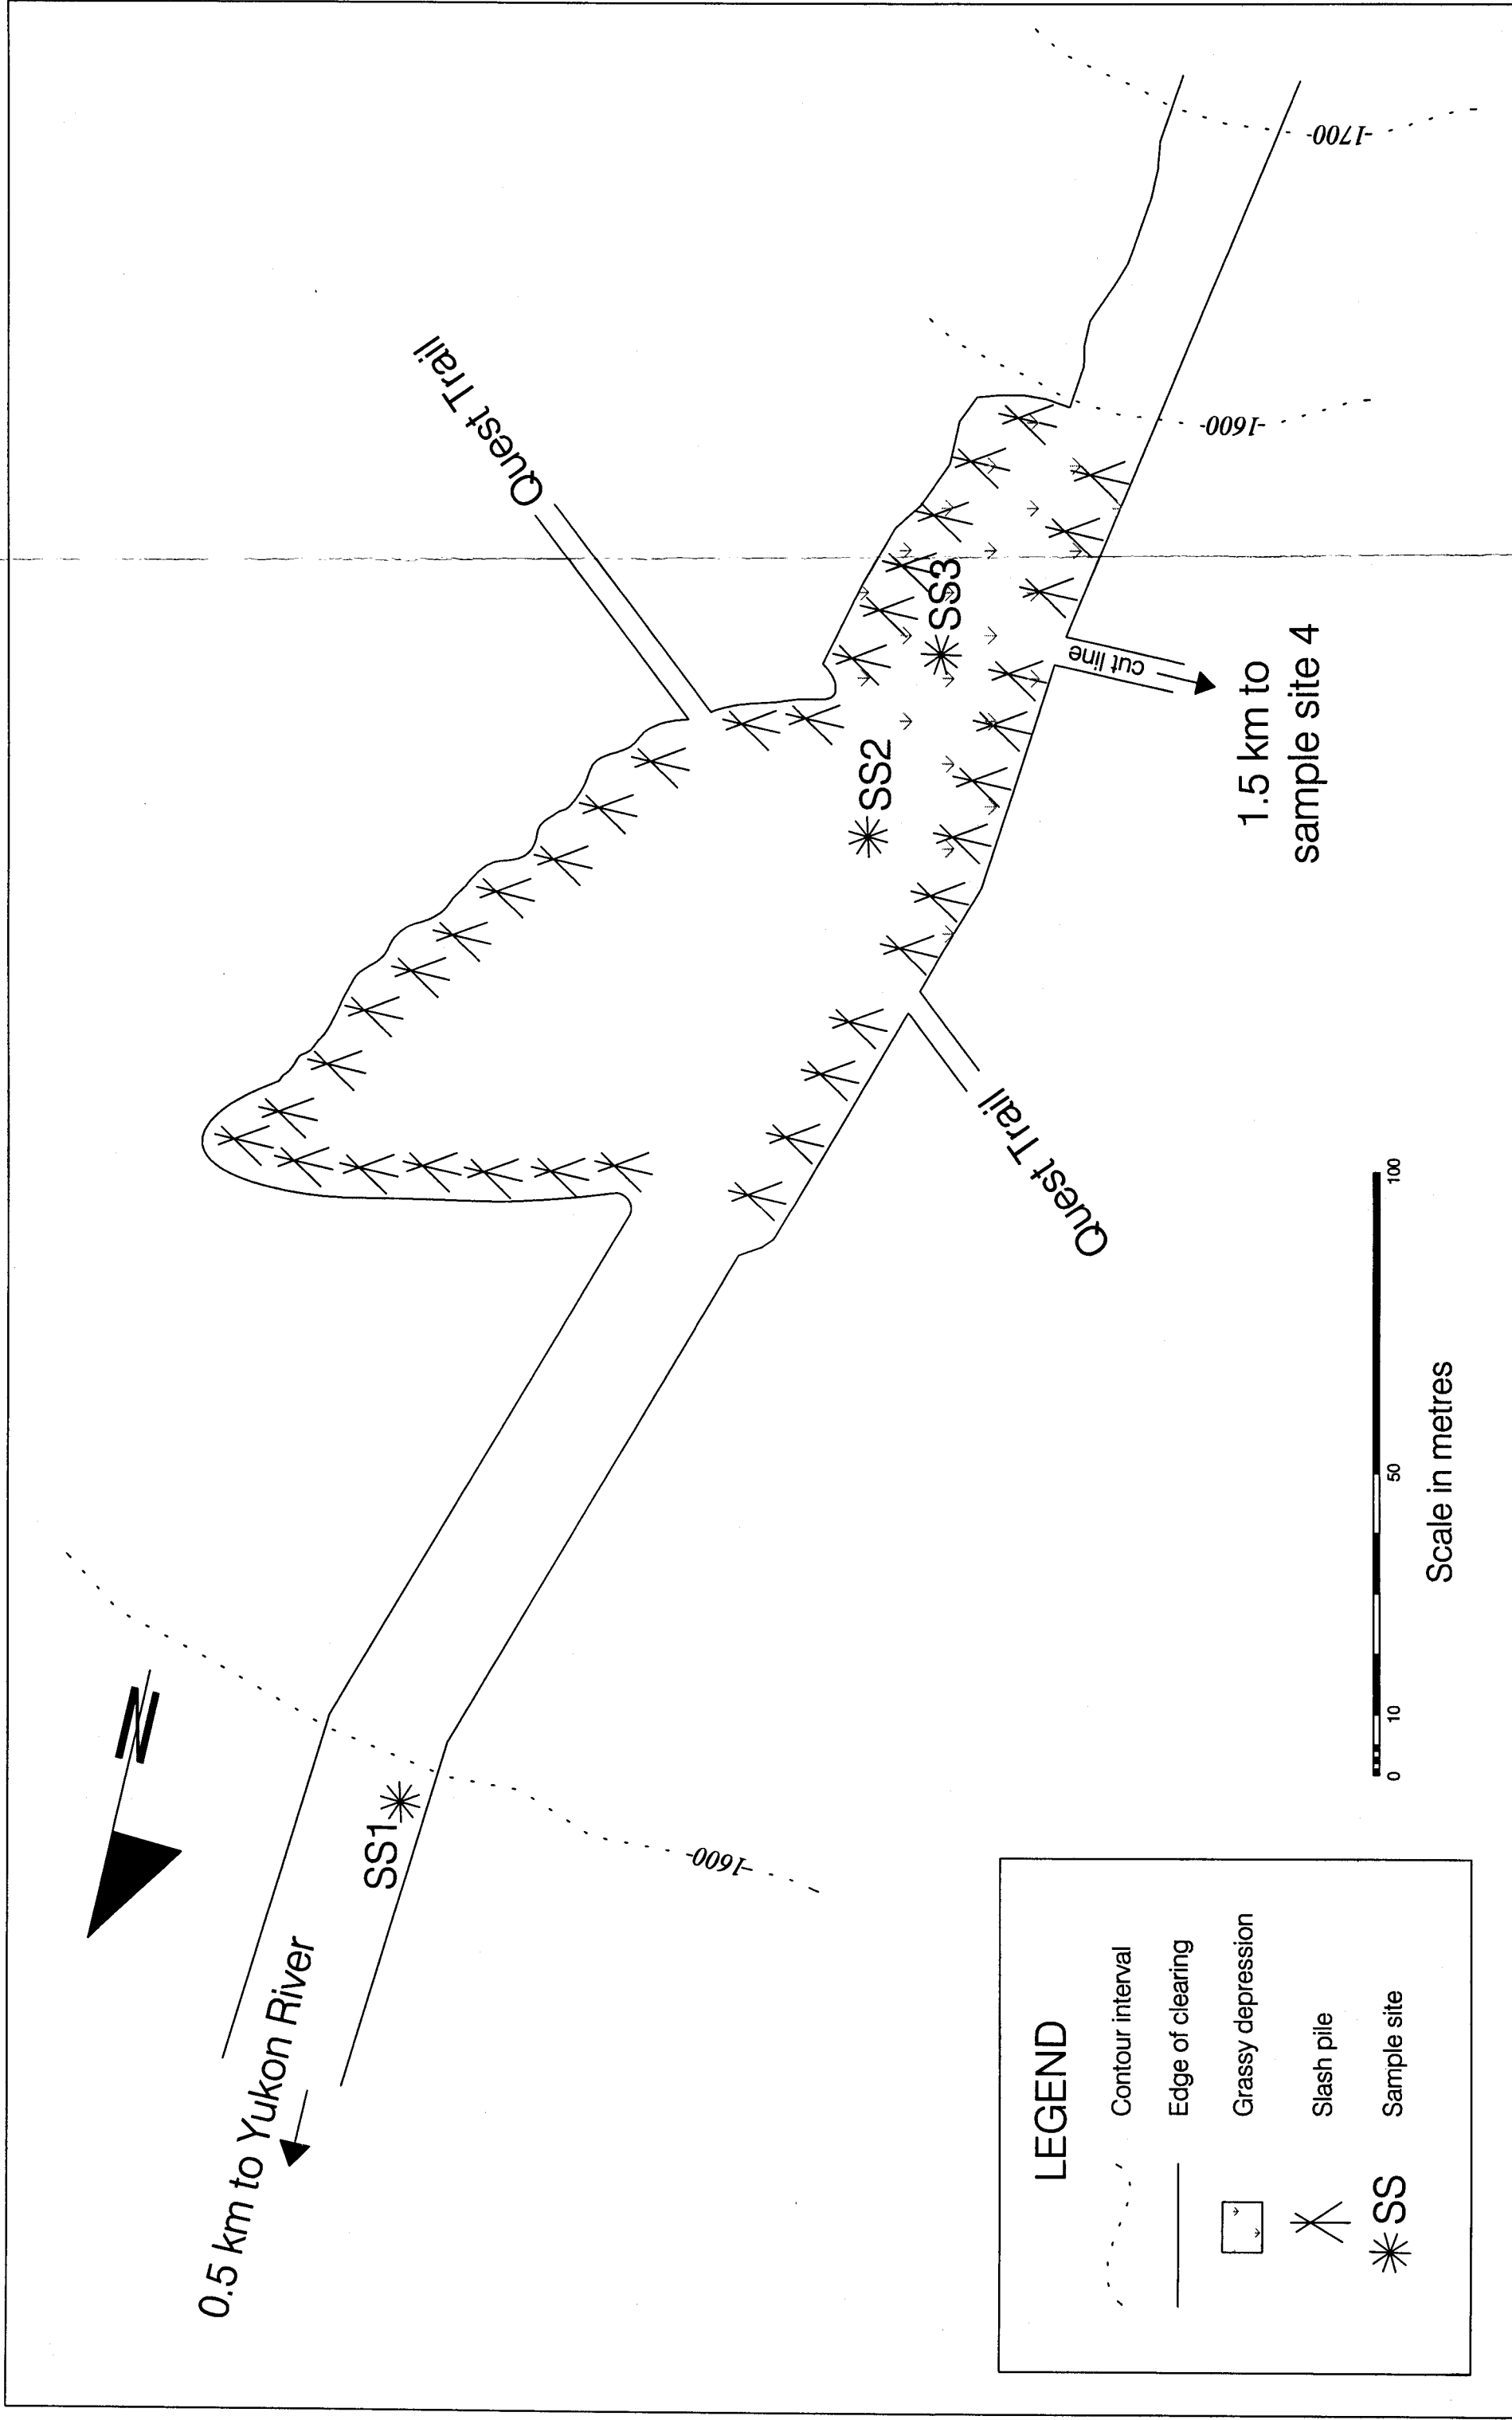 N
0.5 km to Yukon River
SS1
-1600-
Quest Trail
Quest Trail
SS2
SS3
cut line
1.5 km to
sample site 4
-1600-
-1700-
LEGEND
Contour interval
Edge of clearing
Grassy depression
Slash pile
SS Sample site
0 10 50 100
Scale in metres